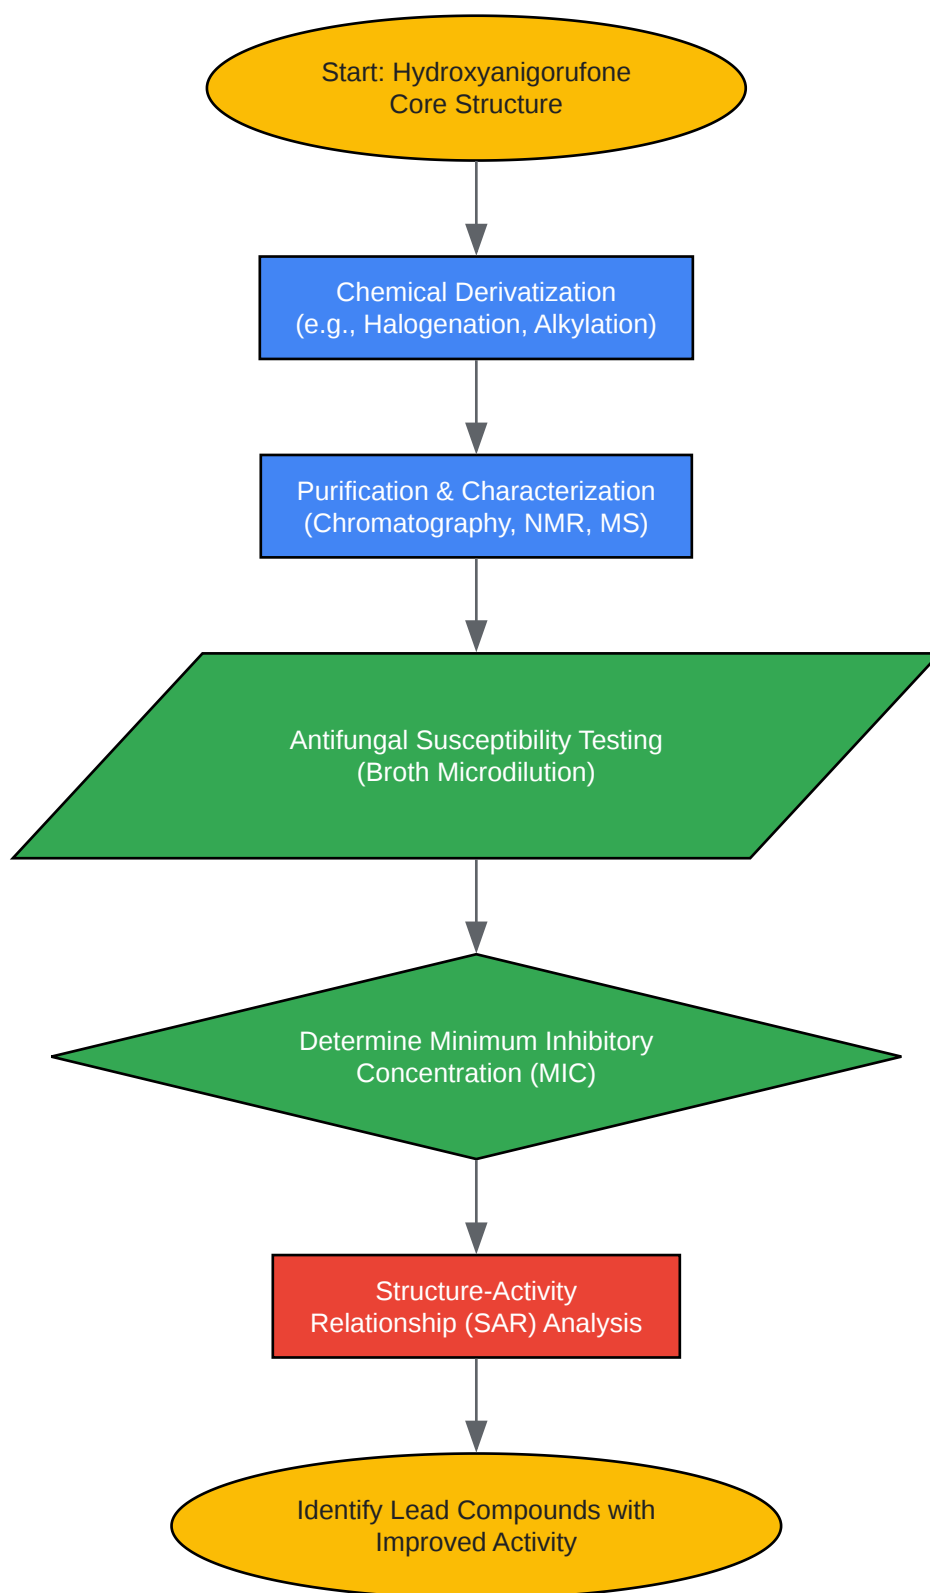 Start: Hydroxyanigorufone
Core Structure
Chemical Derivatization
(e.g., Halogenation, Alkylation)
Purification & Characterization
(Chromatography, NMR, MS)
Antifungal Susceptibility Testing
(Broth Microdilution)
Determine Minimum Inhibitory
Concentration (MIC)
Structure-Activity
Relationship (SAR) Analysis
Identify Lead Compounds with
Improved Activity